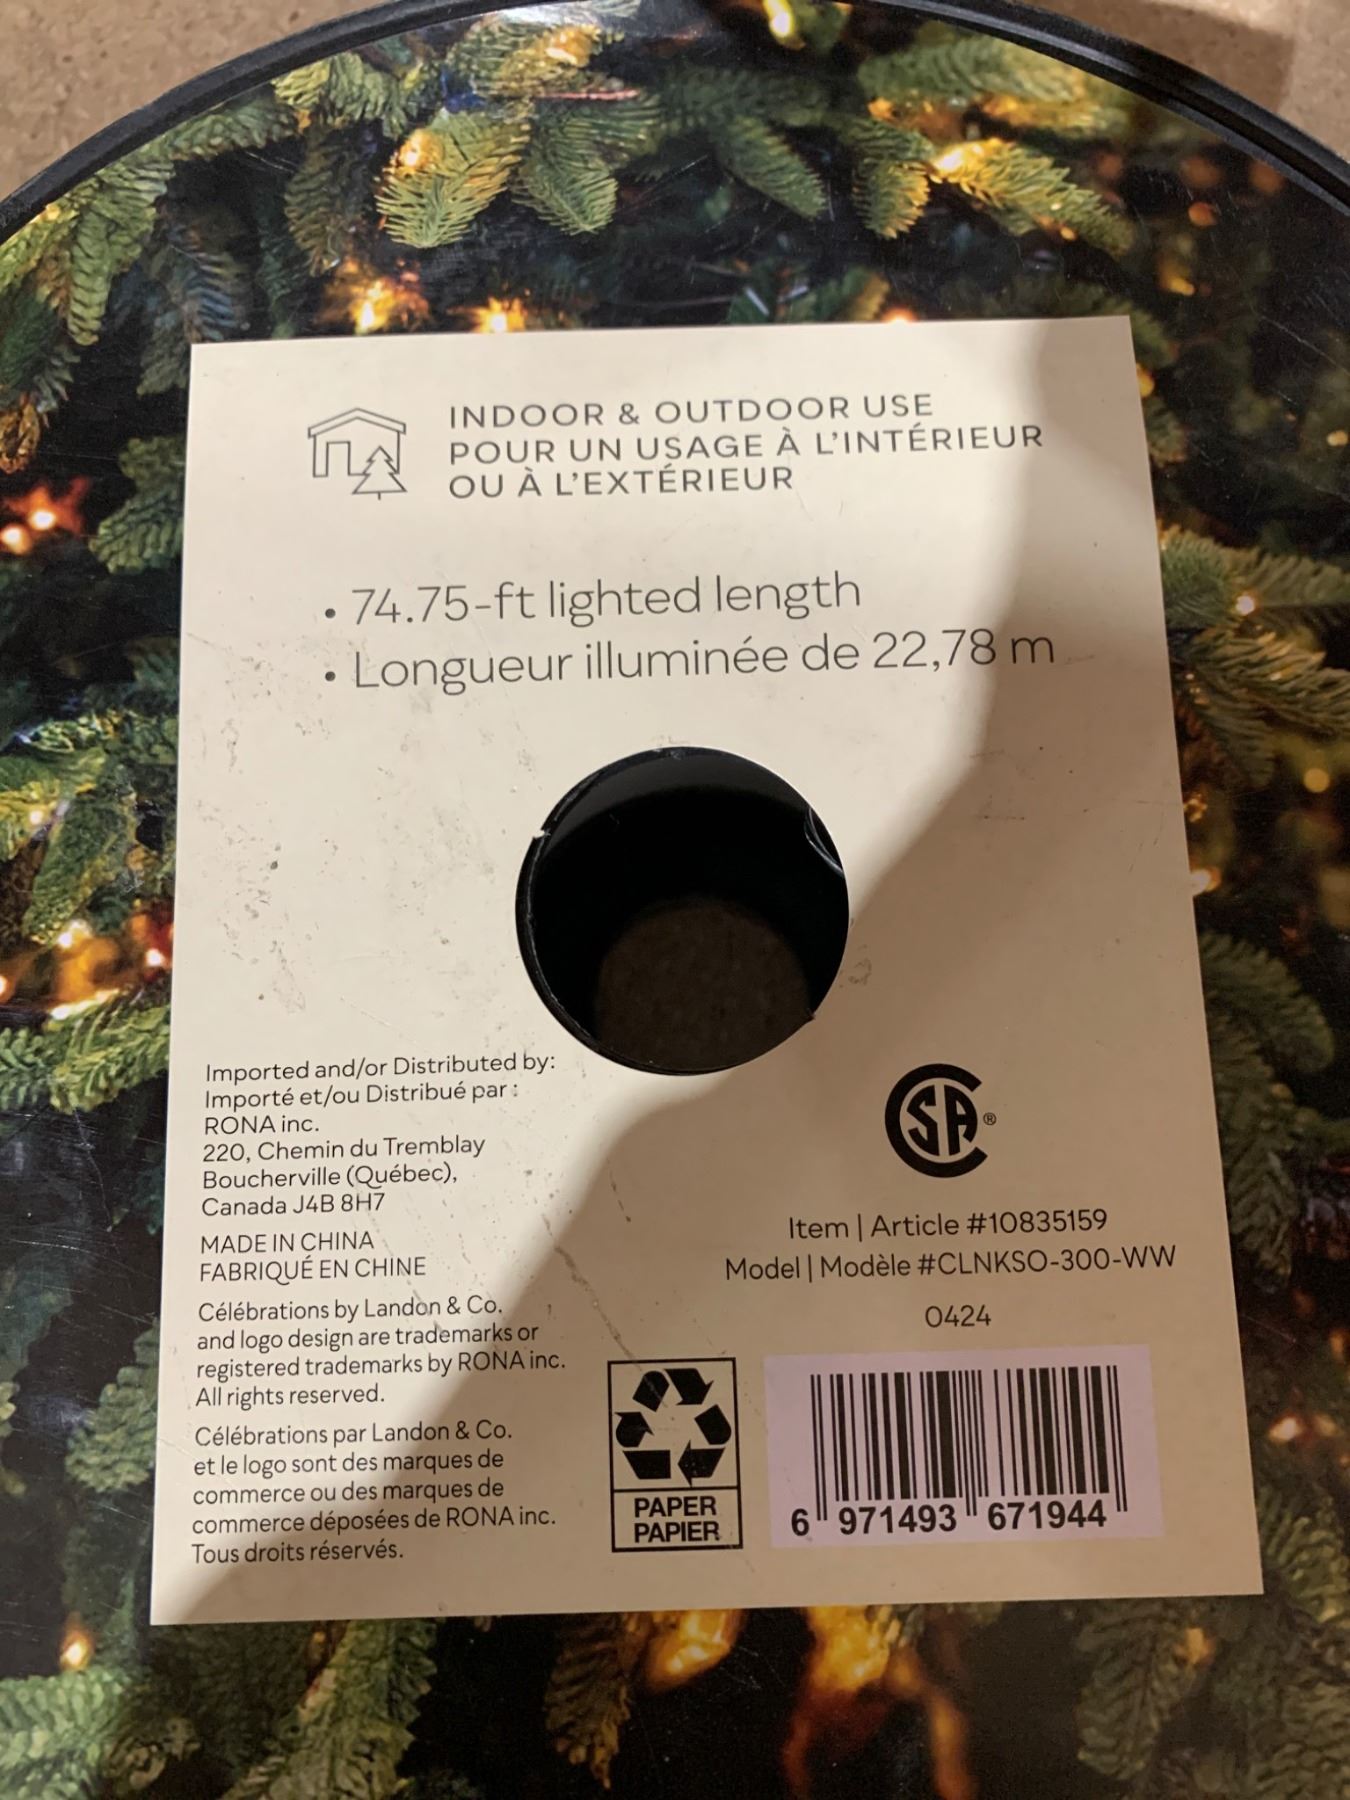 INDOOR & OUTDOOR USE
POUR UN USAGE À L'INTÉRIEUR
OU À L'EXTÉRIEUR
• 74.75-ft lighted length
• Longueur illuminée de 22,78 m
Imported and/or Distributed by:
Importé et/ou Distribué par :
RONA inc.
220, Chemin du Tremblay
Boucherville (Québec),
Canada J4B 8H7
MADE IN CHINA
FABRIQUÉ EN CHINE
Célébrations by Landon & Co.
and logo design are trademarks or
registered trademarks by RONA inc.
All rights reserved.
Célébrations par Landon & Co.
et le logo sont des marques de
commerce ou des marques de
commerce déposées de RONA inc.
Tous droits réservés.
CSA®
Item | Article #10835159
Model | Modèle #CLNKSO-300-WW
0424
PAPER
PAPIER
6 971493 671944